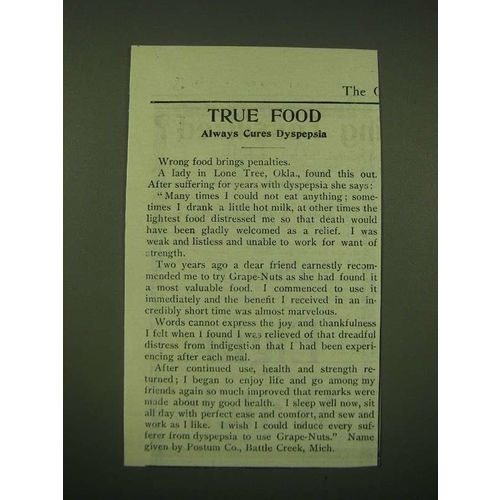 The
TRUE FOOD
Always Cures Dyspepsia
Wrong food brings penalties.
A lady in Lone Tree, Okla., found this out.
After suffering for years with dyspepsia she says:
"Many times I could not eat anything; some-
times I drank a little hot milk, at other times the
lightest food distressed me so that death would
have been gladly welcomed as a relief. I was
weak and listless and unable to work for want of
strength.
Two years ago a dear friend earnestly recom-
mended me to try Grape-Nuts as she had found it
a most valuable food. I commenced to use it
immediately and the benefit I received in an in-
credibly short time was almost marvelous.
Words cannot express the joy and thankfulness
I felt when I found I was relieved of that dreadful
distress from indigestion that I had been experi-
encing after each meal.
After continued use, health and strength re-
turned; I began to enjoy life and go among my
friends again so much improved that remarks were
made about my good health. I sleep well now, sit
all day with perfect ease and comfort, and sew and
work as I like. I wish I could induce every suf-
ferer from dyspepsia to use Grape-Nuts." Name
given by Postum Co., Battle Creek, Mich.